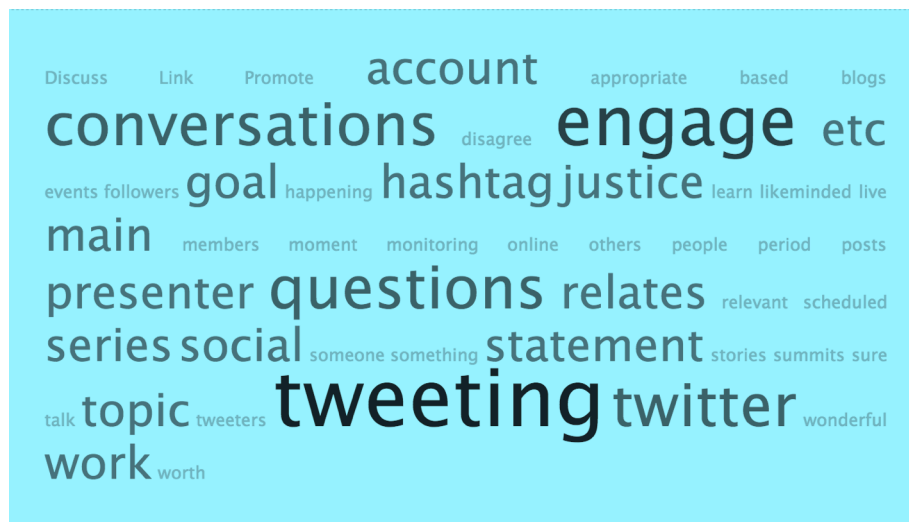 Discuss Link Promote account appropriate based blogs
conversations disagree engage etc
events followers goal happening hashtag justice learn likeminded live
main members moment monitoring online others people period posts
presenter questions relates relevant scheduled
series social someone something statement stories summits sure
talk topic tweeters tweeting twitter wonderful
work worth